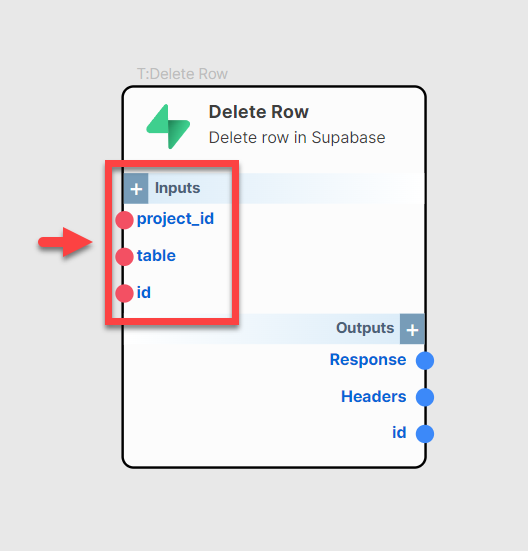 T:Delete Row
Delete Row
Delete row in Supabase
+ Inputs
project_id
table
id
Outputs +
Response
Headers
id